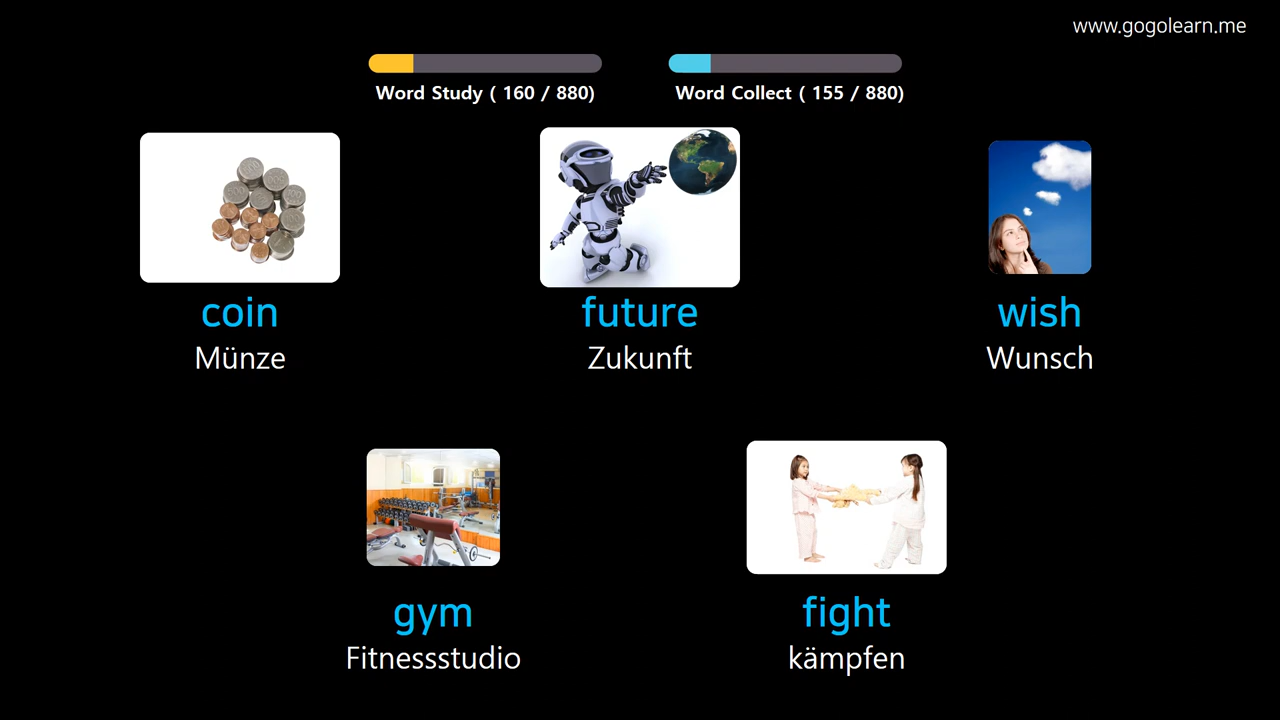 www.gogolearn.me
Word Study ( 160 / 880)
Word Collect ( 155 / 880)
coin
Münze
future
Zukunft
wish
Wunsch
gym
Fitnessstudio
fight
kämpfen